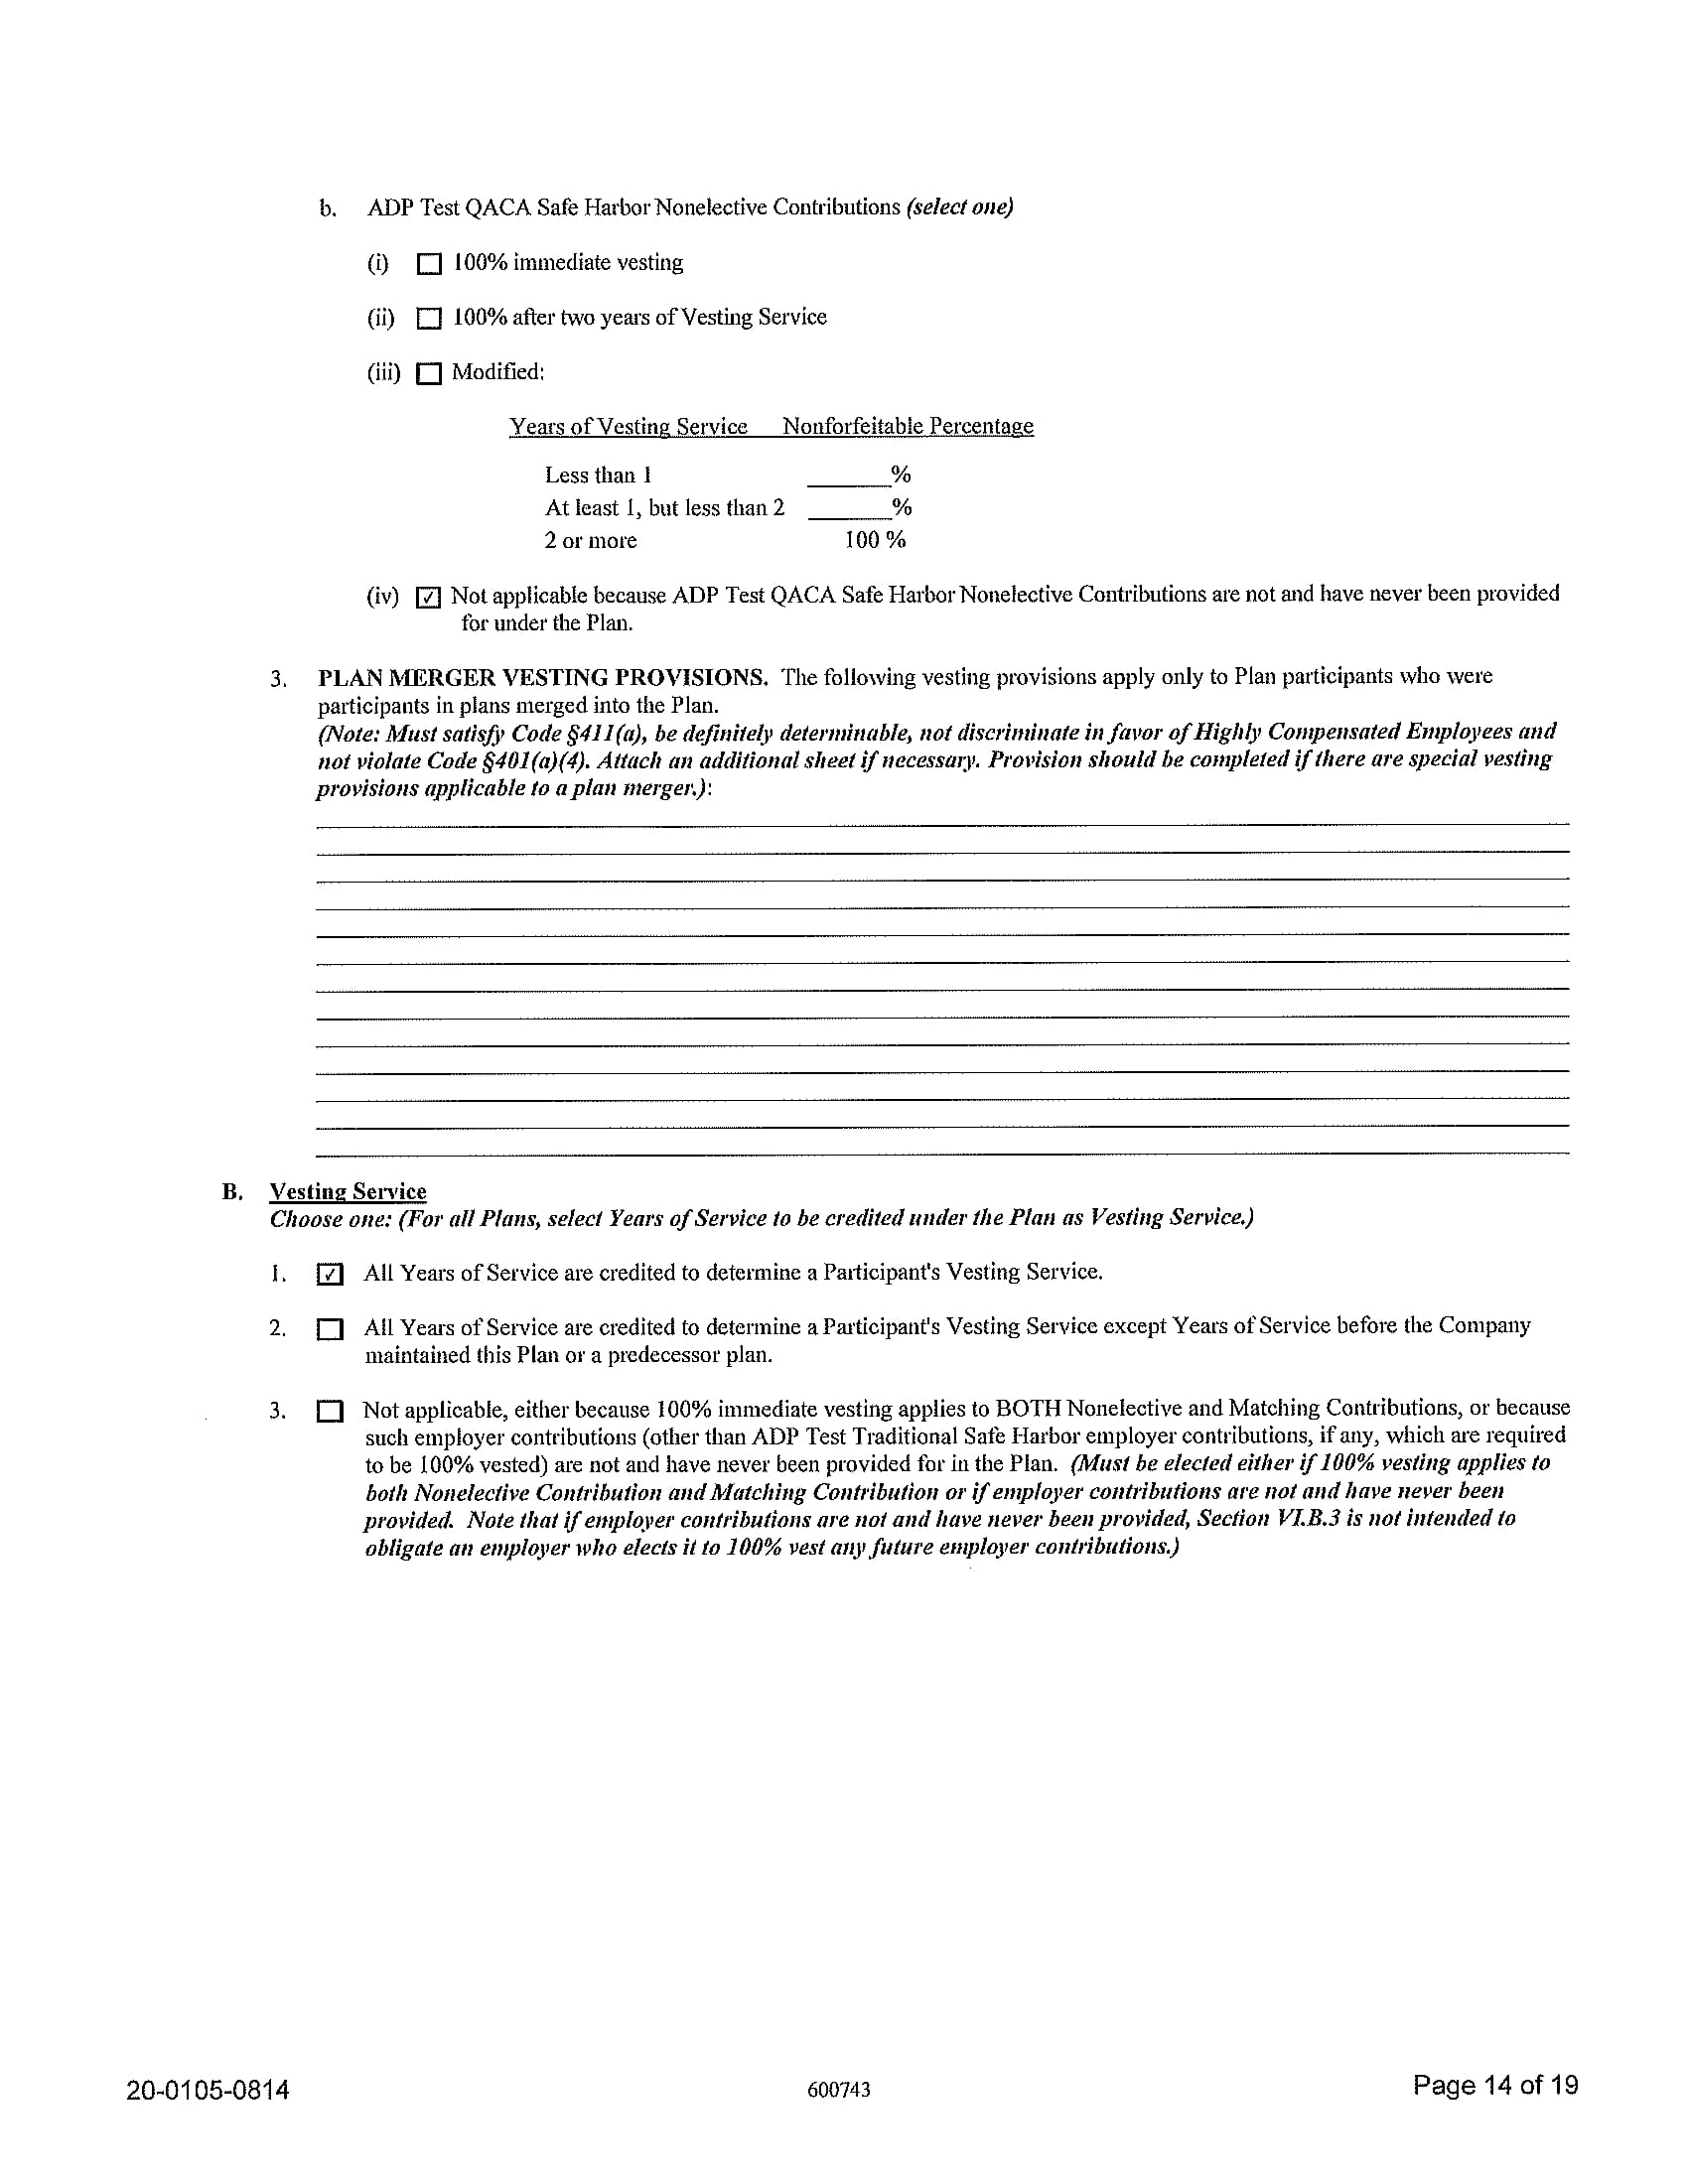 b. ADP Test QACA Safe Harbor Nonelective Contributions (select one)
(i) ☐ 100% immediate vesting
(ii) ☐ 100% after two years of Vesting Service
(iii) ☐ Modified:
Years of Vesting Service Nonforfeitable Percentage
Less than 1 ______%
At least 1, but less than 2 ______%
2 or more 100 %
(iv) ☑ Not applicable because ADP Test QACA Safe Harbor Nonelective Contributions are not and have never been provided
for under the Plan.
3. PLAN MERGER VESTING PROVISIONS. The following vesting provisions apply only to Plan participants who were
participants in plans merged into the Plan.
(Note: Must satisfy Code §411(a), be definitely determinable, not discriminate in favor of Highly Compensated Employees and
not violate Code §401(a)(4). Attach an additional sheet if necessary. Provision should be completed if there are special vesting
provisions applicable to a plan merger.):
B. Vesting Service
Choose one: (For all Plans, select Years of Service to be credited under the Plan as Vesting Service.)
1. ☑ All Years of Service are credited to determine a Participant's Vesting Service.
2. ☐ All Years of Service are credited to determine a Participant's Vesting Service except Years of Service before the Company
maintained this Plan or a predecessor plan.
3. ☐ Not applicable, either because 100% immediate vesting applies to BOTH Nonelective and Matching Contributions, or because
such employer contributions (other than ADP Test Traditional Safe Harbor employer contributions, if any, which are required
to be 100% vested) are not and have never been provided for in the Plan. (Must be elected either if 100% vesting applies to
both Nonelective Contribution and Matching Contribution or if employer contributions are not and have never been
provided. Note that if employer contributions are not and have never been provided, Section VI.B.3 is not intended to
obligate an employer who elects it to 100% vest any future employer contributions.)
20-0105-0814 600743 Page 14 of 19